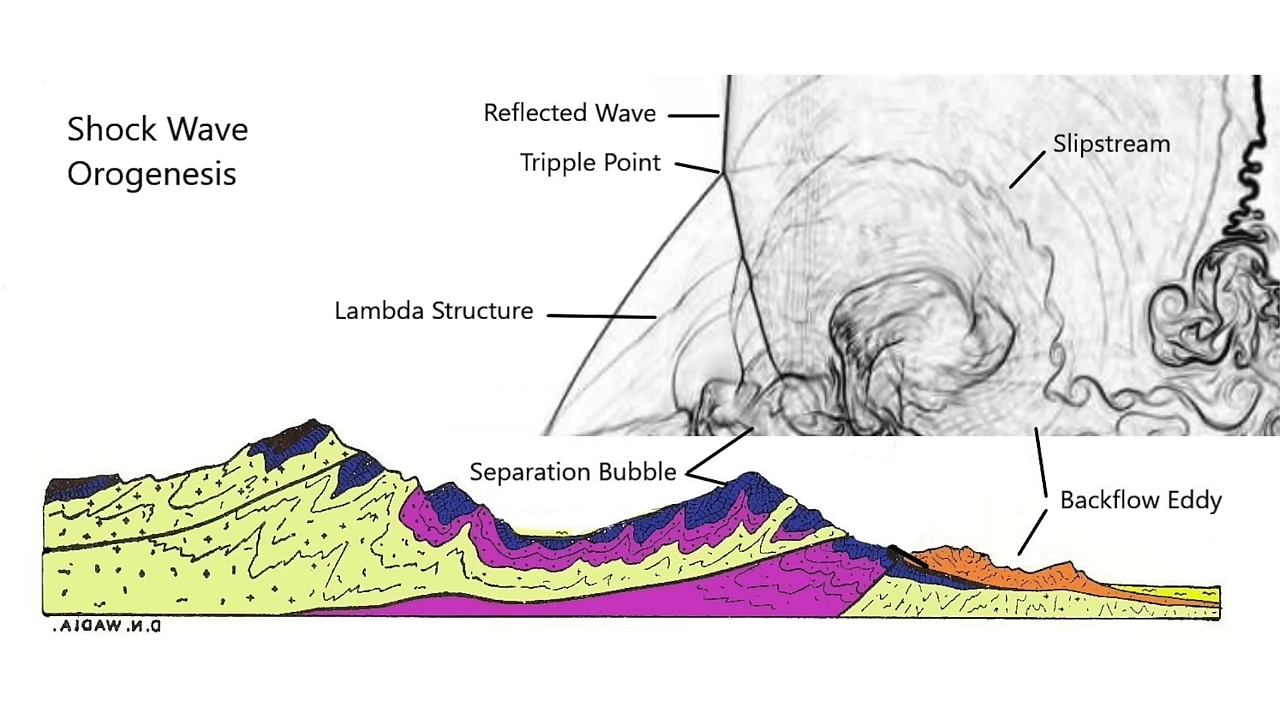 Shock Wave
Orogenesis
Reflected Wave
Tripple Point
Slipstream
Lambda Structure
Separation Bubble
Backflow Eddy
D.N. WADIA.